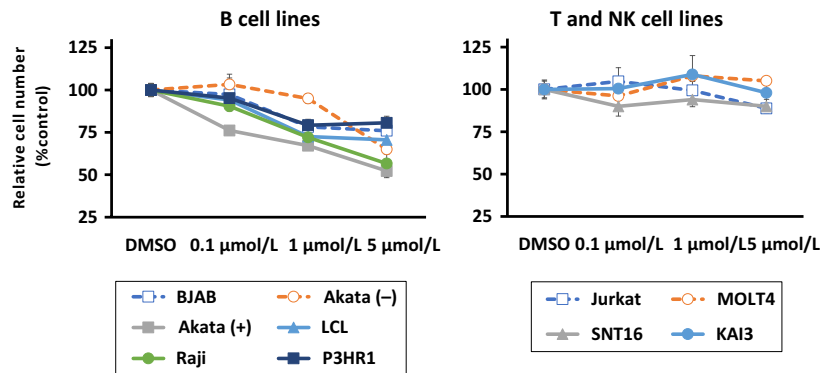 B cell lines
Relative cell number
(%control)
125
100
75
50
25
DMSO 0.1 μmol/L 1 μmol/L 5 μmol/L
BJAB Akata (–)
Akata (+) LCL
Raji P3HR1
T and NK cell lines
125
100
75
50
25
DMSO 0.1 μmol/L 1 μmol/L 5 μmol/L
Jurkat MOLT4
SNT16 KAI3